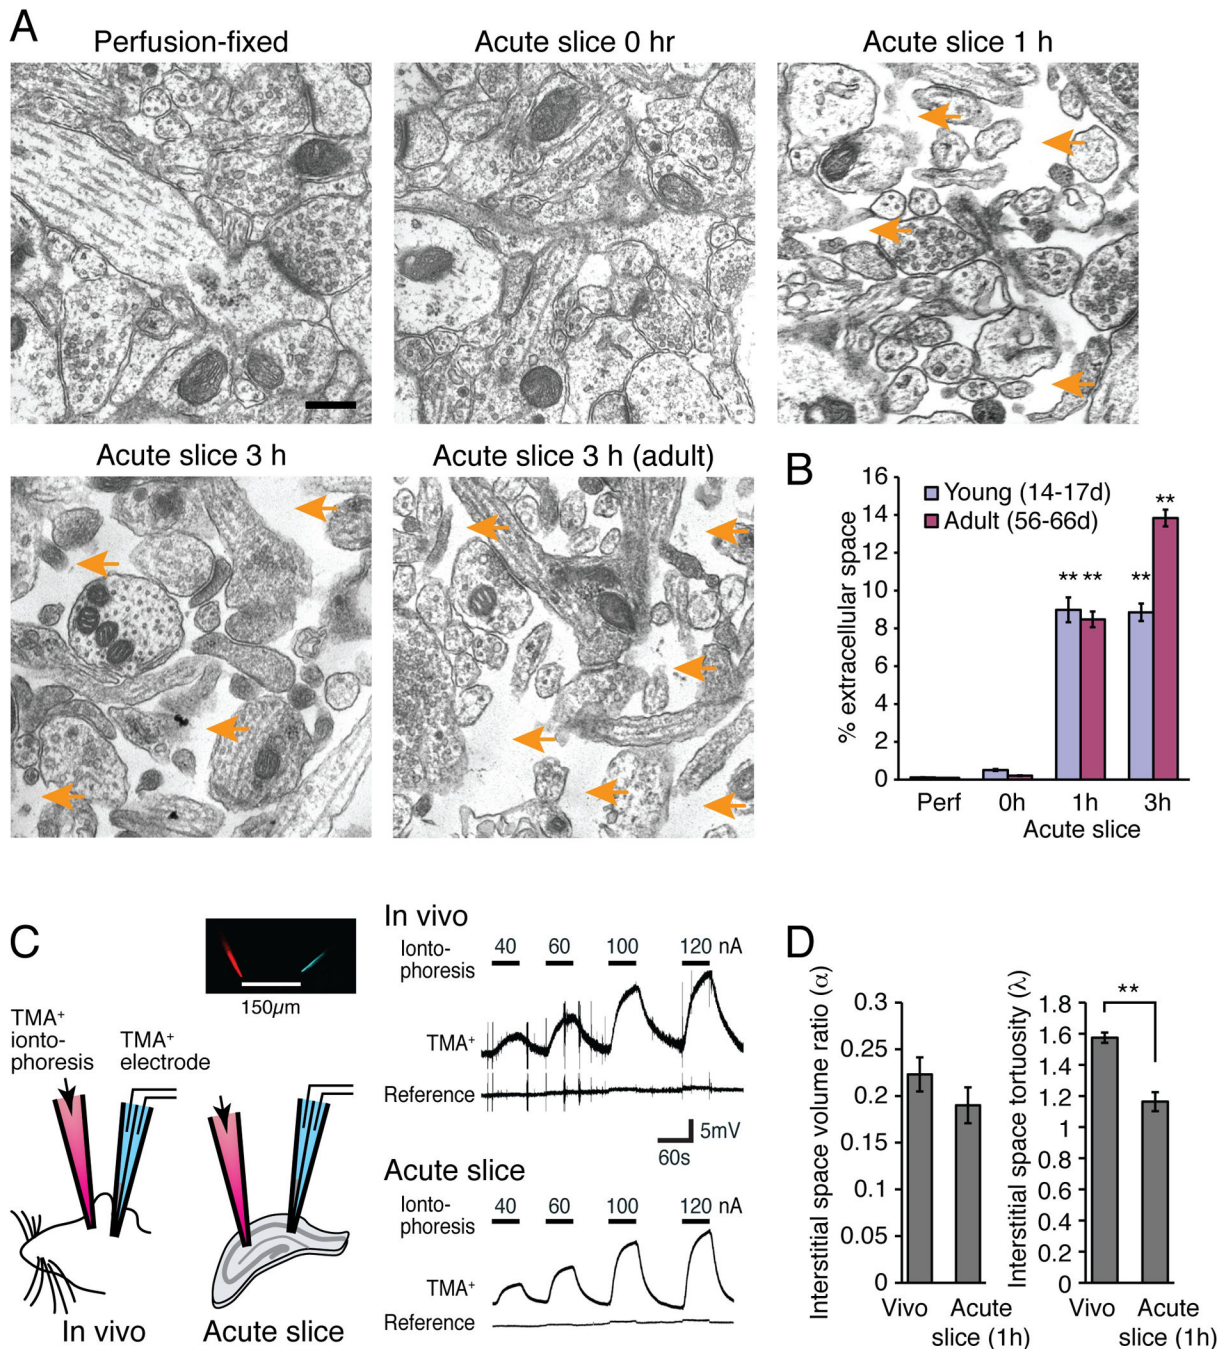 A
Perfusion-fixed
Acute slice 0 hr
Acute slice 1 h
Acute slice 3 h
Acute slice 3 h (adult)
B
% extracellular space
16
14
12
10
8
6
4
2
0
Young (14-17d)
Adult (56-66d)
**
** **
**
Perf
0h
1h
3h
Acute slice
C
150µm
TMA⁺
ionto-
phoresis
TMA⁺
electrode
In vivo
Acute slice
In vivo
Ionto-
phoresis
40 60 100 120 nA
TMA⁺
Reference
5mV
60s
Acute slice
Ionto-
phoresis
40 60 100 120 nA
TMA⁺
Reference
D
Interstitial space volume ratio (α)
0.3
0.25
0.2
0.15
0.1
0.05
0
Vivo
Acute
slice (1h)
Interstitial space tortuosity (λ)
1.8
1.6
1.4
1.2
1
0.8
0.6
0.4
0.2
0
**
Vivo
Acute
slice (1h)